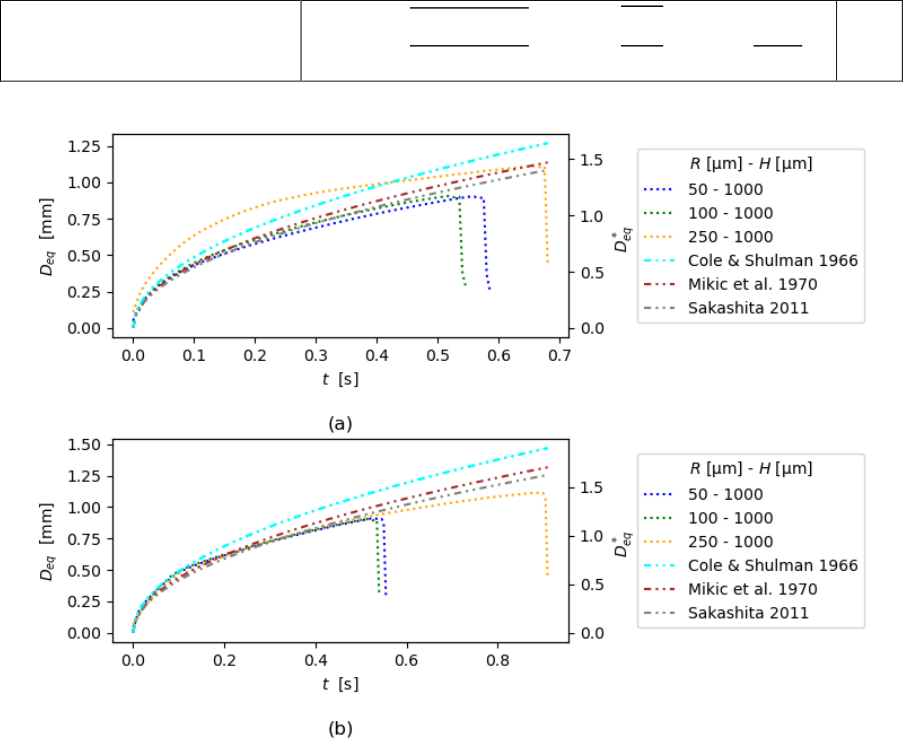 1.25
1.00
0.75
0.50
0.25
0.00
D_eq [mm]
1.5
1.0
0.5
0.0
D*_eq
0.0 0.1 0.2 0.3 0.4 0.5 0.6 0.7
t [s]
R [μm] - H [μm]
50 - 1000
100 - 1000
250 - 1000
Cole & Shulman 1966
Mikic et al. 1970
Sakashita 2011
(a)
1.50
1.25
1.00
0.75
0.50
0.25
0.00
D_eq [mm]
1.5
1.0
0.5
0.0
D*_eq
0.0 0.2 0.4 0.6 0.8
t [s]
R [μm] - H [μm]
50 - 1000
100 - 1000
250 - 1000
Cole & Shulman 1966
Mikic et al. 1970
Sakashita 2011
(b)